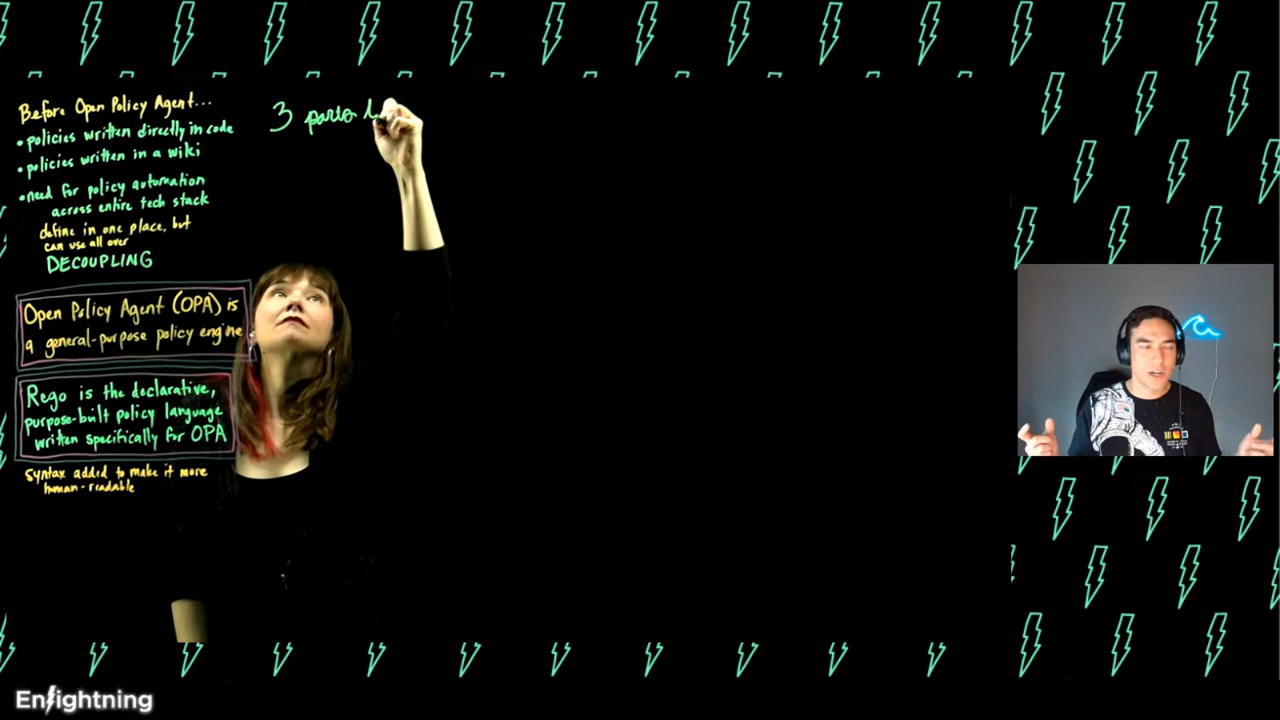 Before Open Policy Agent...
• policies written directly in code
• policies written in a wiki
• need for policy automation
across entire tech stack
define in one place, but
can use all over
DECOUPLING
Open Policy Agent (OPA) is
a general-purpose policy engine
Rego is the declarative,
purpose-built policy language
written specifically for OPA
syntax added to make it more
human-readable
3 parts
Enlightning